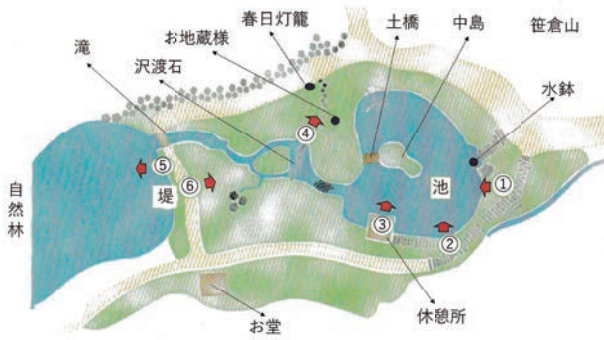 春日灯籠
お地蔵様
土橋
中島
笹倉山
滝
沢渡石
水鉢
④
⑤
⑥
堤
池
①
③
②
自然林
お堂
休憩所